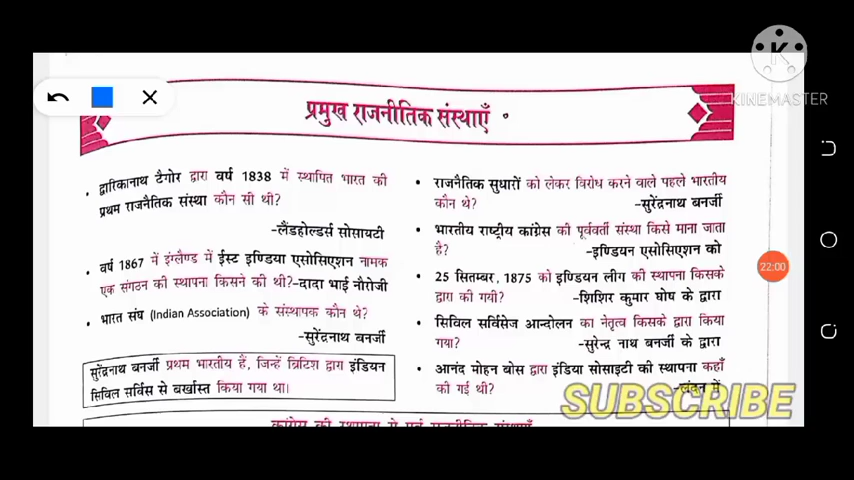 KINEMASTER
प्रमुख राजनीतिक संस्थाएँ
• द्वारिकानाथ टैगोर द्वारा वर्ष 1838 में स्थापित भारत की
प्रथम राजनैतिक संस्था कौन सी थी?
-लैंडहोल्डर्स सोसायटी
• वर्ष 1867 में इंग्लैण्ड में ईस्ट इण्डिया एसोसिएशन नामक
एक संगठन की स्थापना किसने की थी?-दादा भाई नौरोजी
• भारत संघ (Indian Association) के संस्थापक कौन थे?
-सुरेंद्रनाथ बनर्जी
सुरेंद्रनाथ बनर्जी प्रथम भारतीय हैं, जिन्हें ब्रिटिश द्वारा इंडियन
सिविल सर्विस से बर्खास्त किया गया था।
• राजनैतिक सुधारों को लेकर विरोध करने वाले पहले भारतीय
कौन थे? -सुरेंद्रनाथ बनर्जी
• भारतीय राष्ट्रीय कांग्रेस की पूर्ववर्ती संस्था किसे माना जाता
है? -इण्डियन एसोसिएशन को
• 25 सितम्बर, 1875 को इण्डियन लीग की स्थापना किसके
द्वारा की गयी? -शिशिर कुमार घोष के द्वारा
• सिविल सर्विसेज आन्दोलन का नेतृत्व किसके द्वारा किया
गया? -सुरेन्द्र नाथ बनर्जी के द्वारा
• आनंद मोहन बोस द्वारा इंडिया सोसाइटी की स्थापना कहाँ
की गई थी? -लंदन में
22:00
SUBSCRIBE